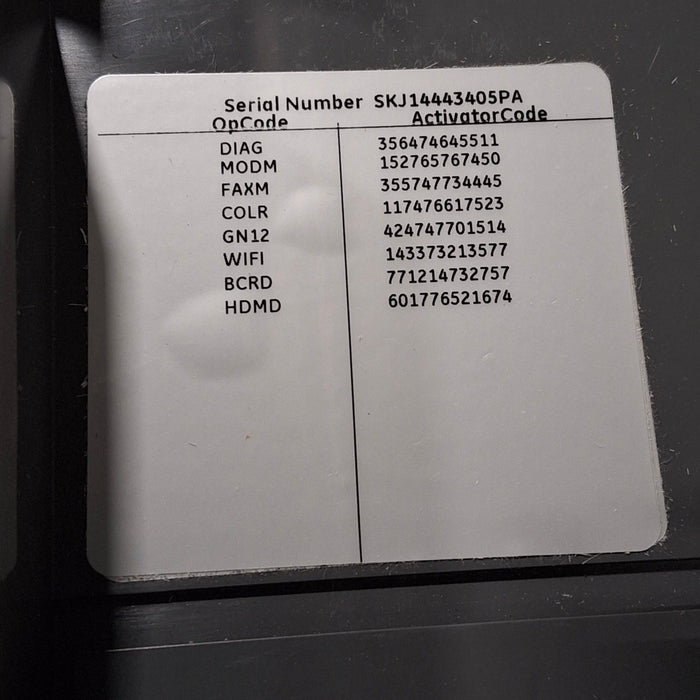 Serial Number SKJ14443405PA
OpCode ActivatorCode
DIAG 356474645511
MODM 152765767450
FAXM 355747734445
COLR 117476617523
GN12 424747701514
WIFI 143373213577
BCRD 771214732757
HDMD 601776521674